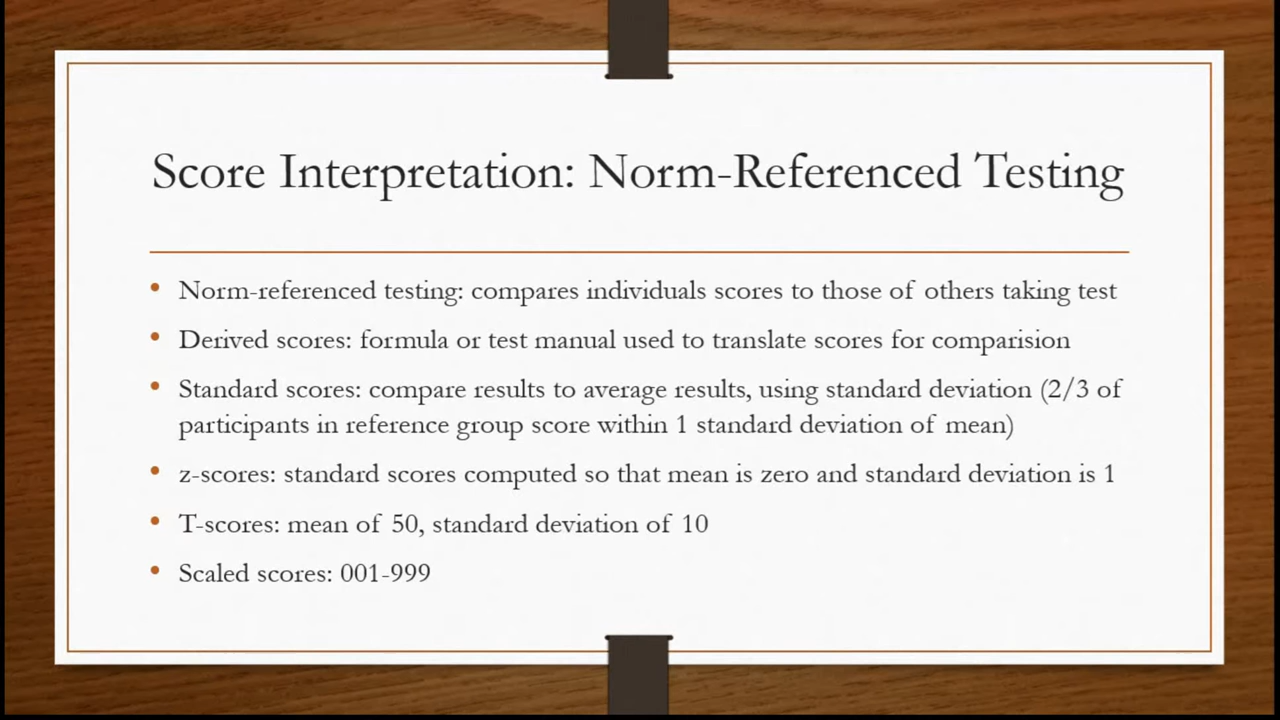 Score Interpretation: Norm-Referenced Testing
• Norm-referenced testing: compares individuals scores to those of others taking test
• Derived scores: formula or test manual used to translate scores for comparision
• Standard scores: compare results to average results, using standard deviation (2/3 of
participants in reference group score within 1 standard deviation of mean)
• z-scores: standard scores computed so that mean is zero and standard deviation is 1
• T-scores: mean of 50, standard deviation of 10
• Scaled scores: 001-999